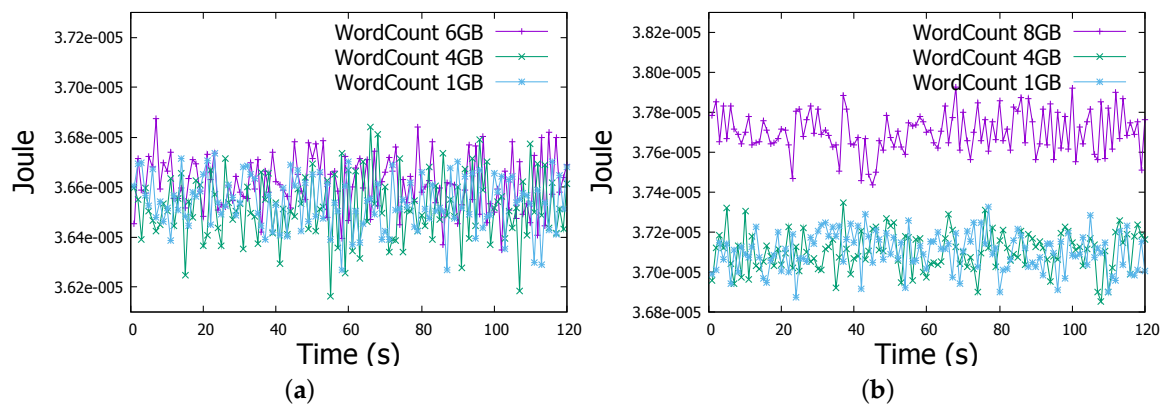 3.72e-005
3.70e-005
3.68e-005
3.66e-005
3.64e-005
3.62e-005
Joule
WordCount 6GB
WordCount 4GB
WordCount 1GB
0 20 40 60 80 100 120
Time (s)
(a)
3.82e-005
3.80e-005
3.78e-005
3.76e-005
3.74e-005
3.72e-005
3.70e-005
3.68e-005
Joule
WordCount 8GB
WordCount 4GB
WordCount 1GB
0 20 40 60 80 100 120
Time (s)
(b)